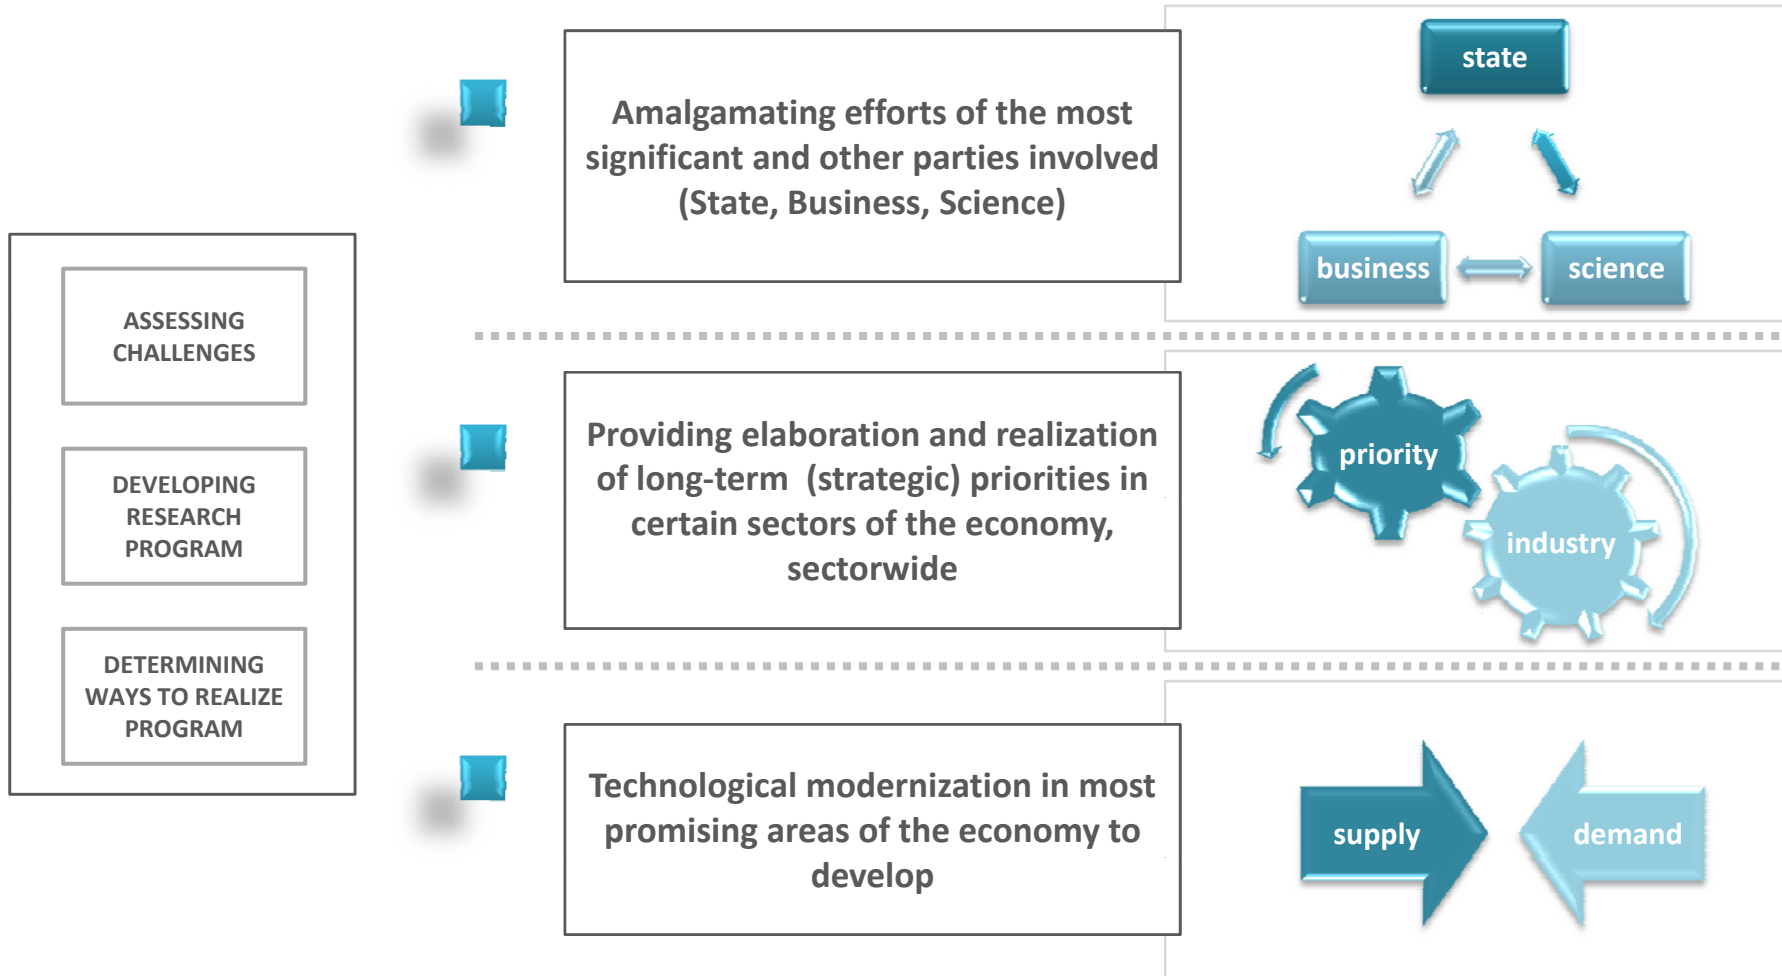 ASSESSING
CHALLENGES
DEVELOPING
RESEARCH
PROGRAM
DETERMINING
WAYS TO REALIZE
PROGRAM
Amalgamating efforts of the most
significant and other parties involved
(State, Business, Science)
state
business
science
Providing elaboration and realization
of long-term (strategic) priorities in
certain sectors of the economy,
sectorwide
priority
industry
Technological modernization in most
promising areas of the economy to
develop
supply
demand